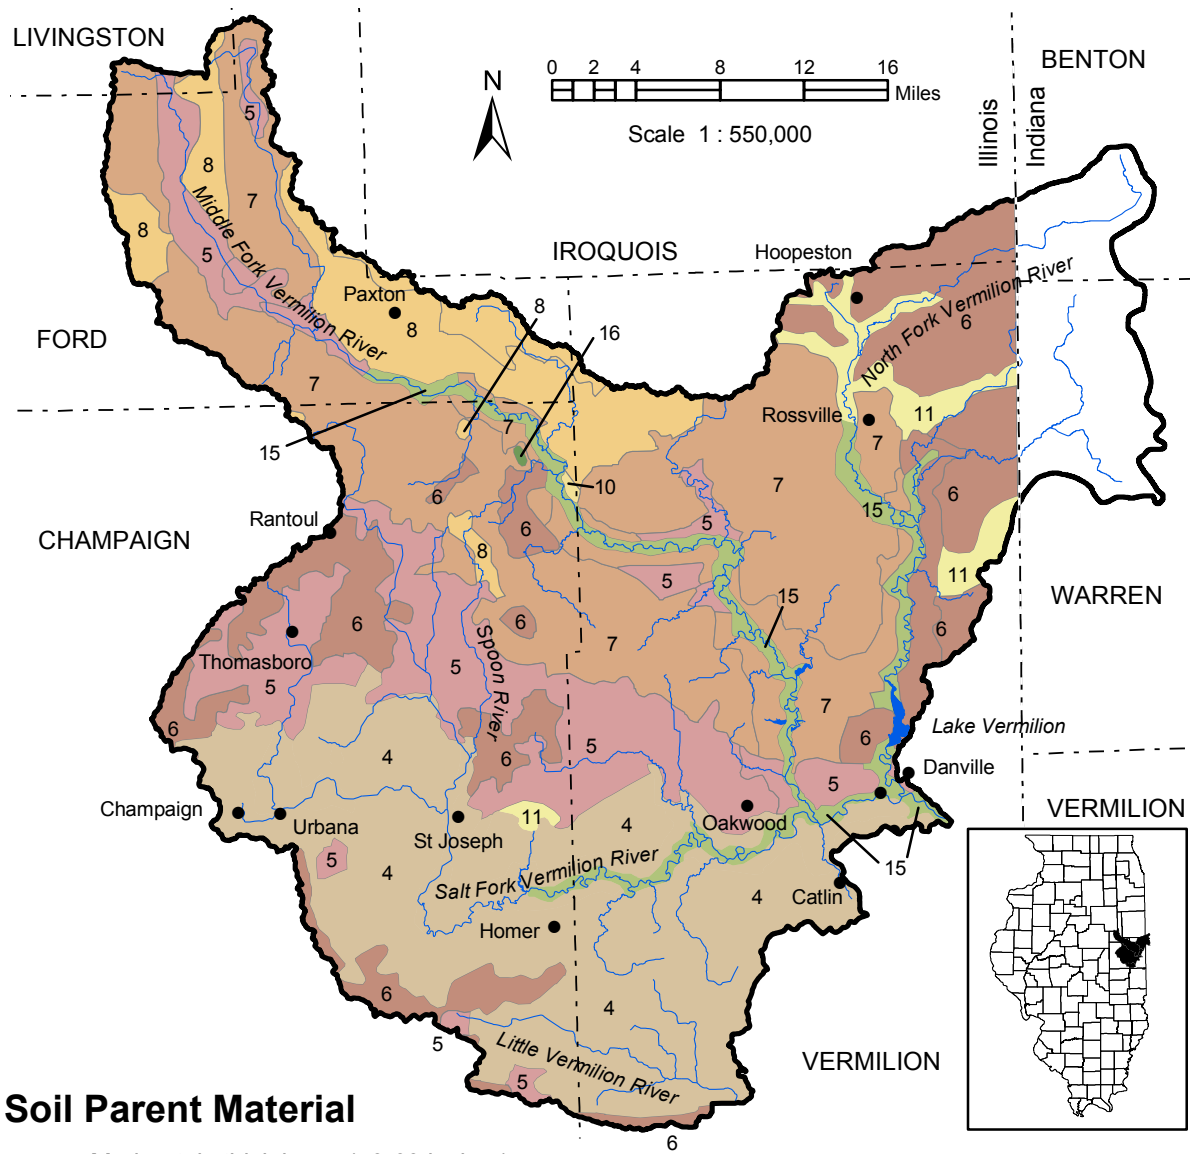 LIVINGSTON
BENTON
N
0 2 4 8 12 16
Miles
Scale 1 : 550,000
Illinois
Indiana
5
8
7
8
5
Middle Fork Vermilion River
IROQUOIS
Hoopeston
North Fork Vermilion River
6
Paxton
8
8
16
FORD
7
Rossville
11
7
7
15
6
10
7
6
15
Rantoul
6
5
CHAMPAIGN
8
5
11
WARREN
15
6
6
6
7
Thomasboro
5
5
Spoon River
7
6
6
5
6
Lake Vermilion
4
Danville
5
Champaign
Urbana
St Joseph
11
4
Oakwood
VERMILION
5
4
Salt Fork Vermilion River
15
4
Catlin
Homer
6
4
5
Little Vermilion River
5
VERMILION
6
Soil Parent Material